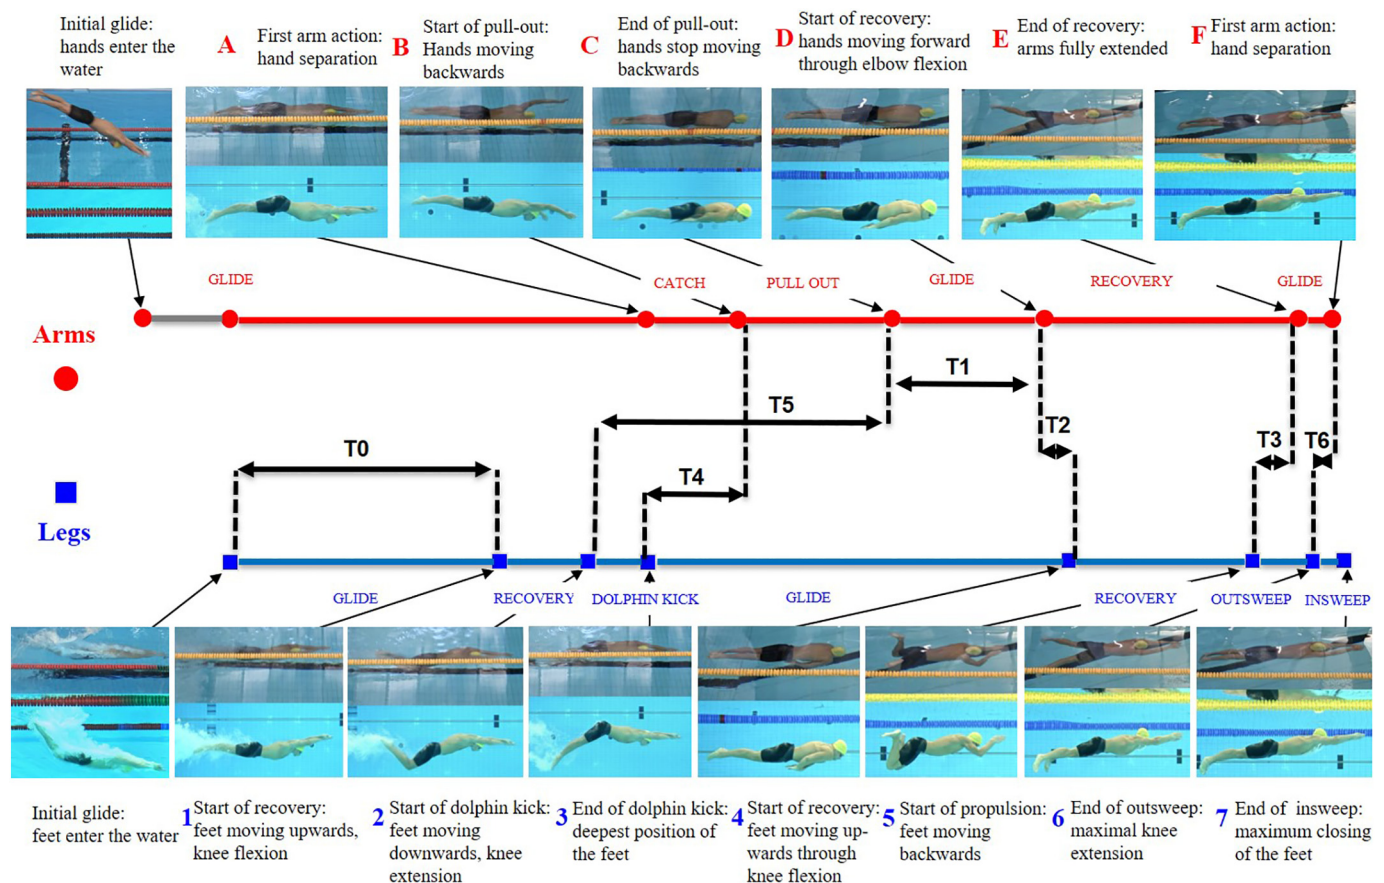 Initial glide:
hands enter the
water
A
First arm action:
hand separation
B
Start of pull-out:
Hands moving
backwards
C
End of pull-out:
hands stop moving
backwards
D
Start of recovery:
hands moving forward
through elbow flexion
E
End of recovery:
arms fully extended
F
First arm action:
hand separation
GLIDE
CATCH
PULL OUT
GLIDE
RECOVERY
GLIDE
Arms
T1
T5
T2
T3
T6
T0
T4
Legs
GLIDE
RECOVERY
DOLPHIN KICK
GLIDE
RECOVERY
OUTSWEEP
INSWEEP
Initial glide:
feet enter the water
1
Start of recovery:
feet moving upwards,
knee flexion
2
Start of dolphin kick:
feet moving
downwards, knee
extension
3
End of dolphin kick:
deepest position of
the feet
4
Start of recovery:
feet moving up-
wards through
knee flexion
5
Start of propulsion:
feet moving
backwards
6
End of outsweep:
maximal knee
extension
7
End of insweep:
maximum closing
of the feet